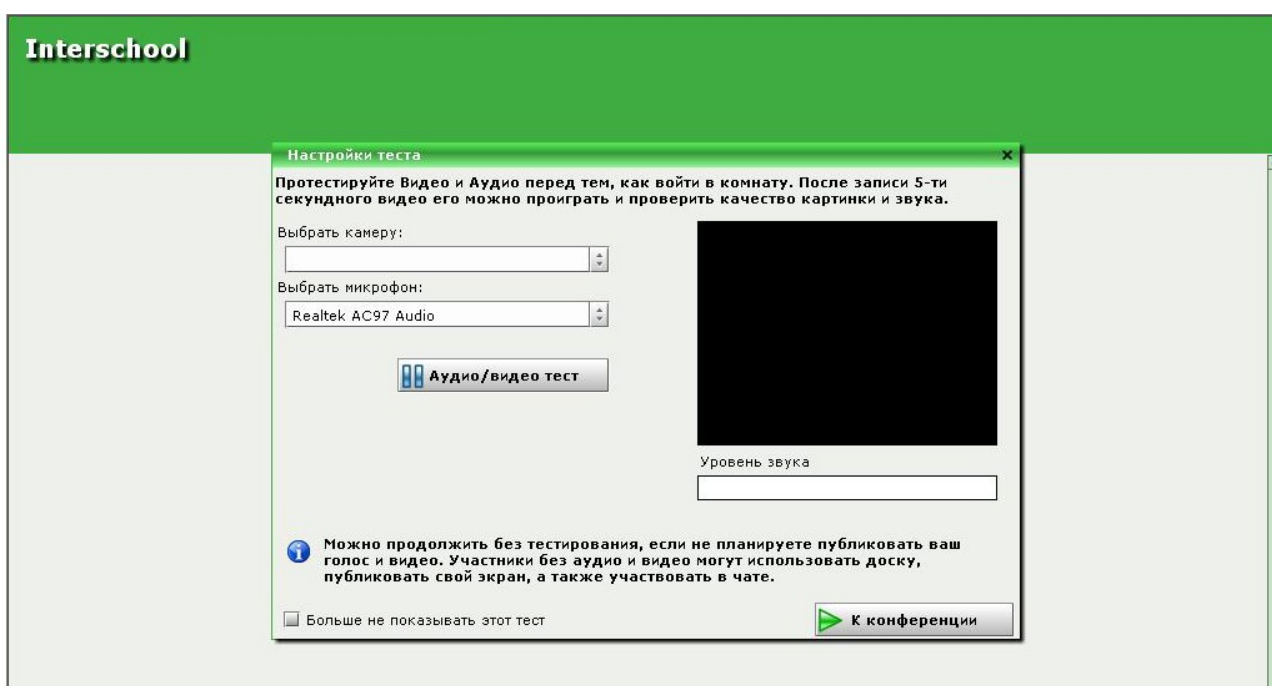 Interschool
Настройки теста
Протестируйте Видео и Аудио перед тем, как войти в комнату. После записи 5-ти
секундного видео его можно проиграть и проверить качество картинки и звука.
Выбрать камеру:
Выбрать микрофон:
Realtek AC97 Audio
Аудио/видео тест
Уровень звука
Можно продолжить без тестирования, если не планируете публиковать ваш
голос и видео. Участники без аудио и видео могут использовать доску,
публиковать свой экран, а также участвовать в чате.
Больше не показывать этот тест
К конференции